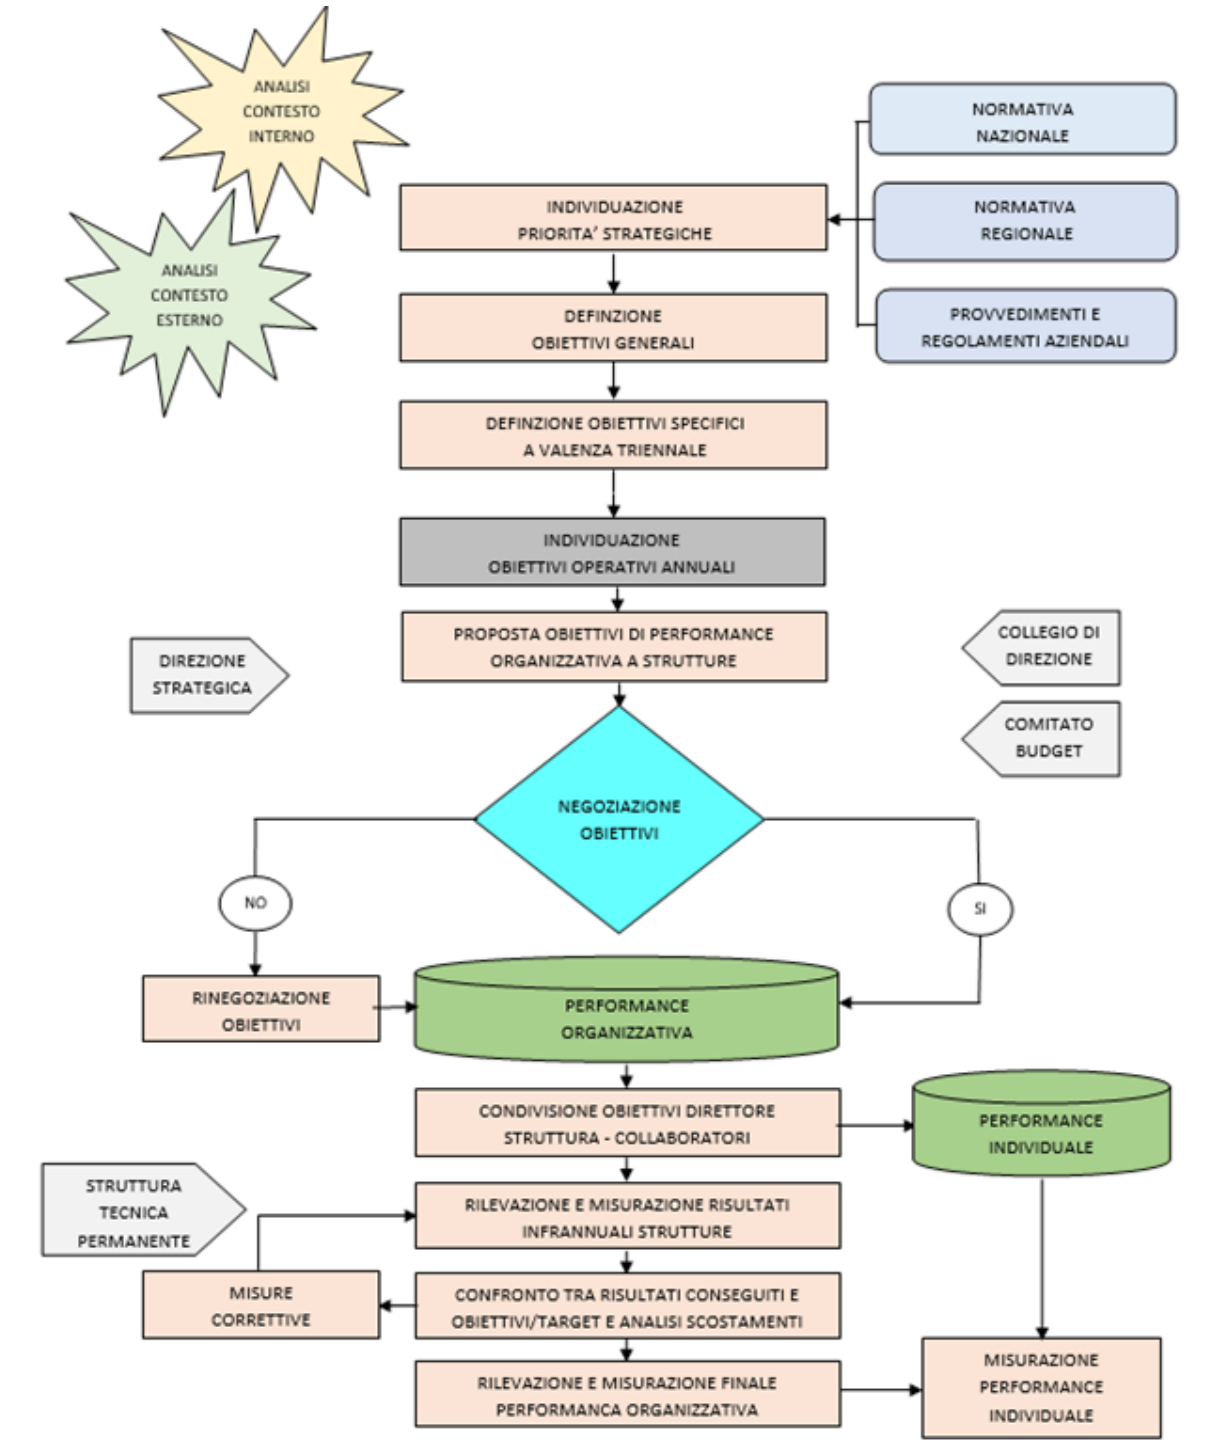 ANALISI
CONTESTO
INTERNO
NORMATIVA
NAZIONALE
INDIVIDUAZIONE
PRIORITA' STRATEGICHE
NORMATIVA
REGIONALE
ANALISI
CONTESTO
ESTERNO
DEFINZIONE
OBIETTIVI GENERALI
PROVVEDIMENTI E
REGOLAMENTI AZIENDALI
DEFINZIONE OBIETTIVI SPECIFICI
A VALENZA TRIENNALE
INDIVIDUAZIONE
OBIETTIVI OPERATIVI ANNUALI
PROPOSTA OBIETTIVI DI PERFORMANCE
ORGANIZZATIVA A STRUTTURE
DIREZIONE
STRATEGICA
COLLEGIO DI
DIREZIONE
COMITATO
BUDGET
NEGOZIAZIONE
OBIETTIVI
NO
SI
RINEGOZIAZIONE
OBIETTIVI
PERFORMANCE
ORGANIZZATIVA
CONDIVISIONE OBIETTIVI DIRETTORE
STRUTTURA - COLLABORATORI
PERFORMANCE
INDIVIDUALE
STRUTTURA
TECNICA
PERMANENTE
RILEVAZIONE E MISURAZIONE RISULTATI
INFRANNUALI STRUTTURE
MISURE
CORRETTIVE
CONFRONTO TRA RISULTATI CONSEGUITI E
OBIETTIVI/TARGET E ANALISI SCOSTAMENTI
RILEVAZIONE E MISURAZIONE FINALE
PERFORMANCA ORGANIZZATIVA
MISURAZIONE
PERFORMANCE
INDIVIDUALE